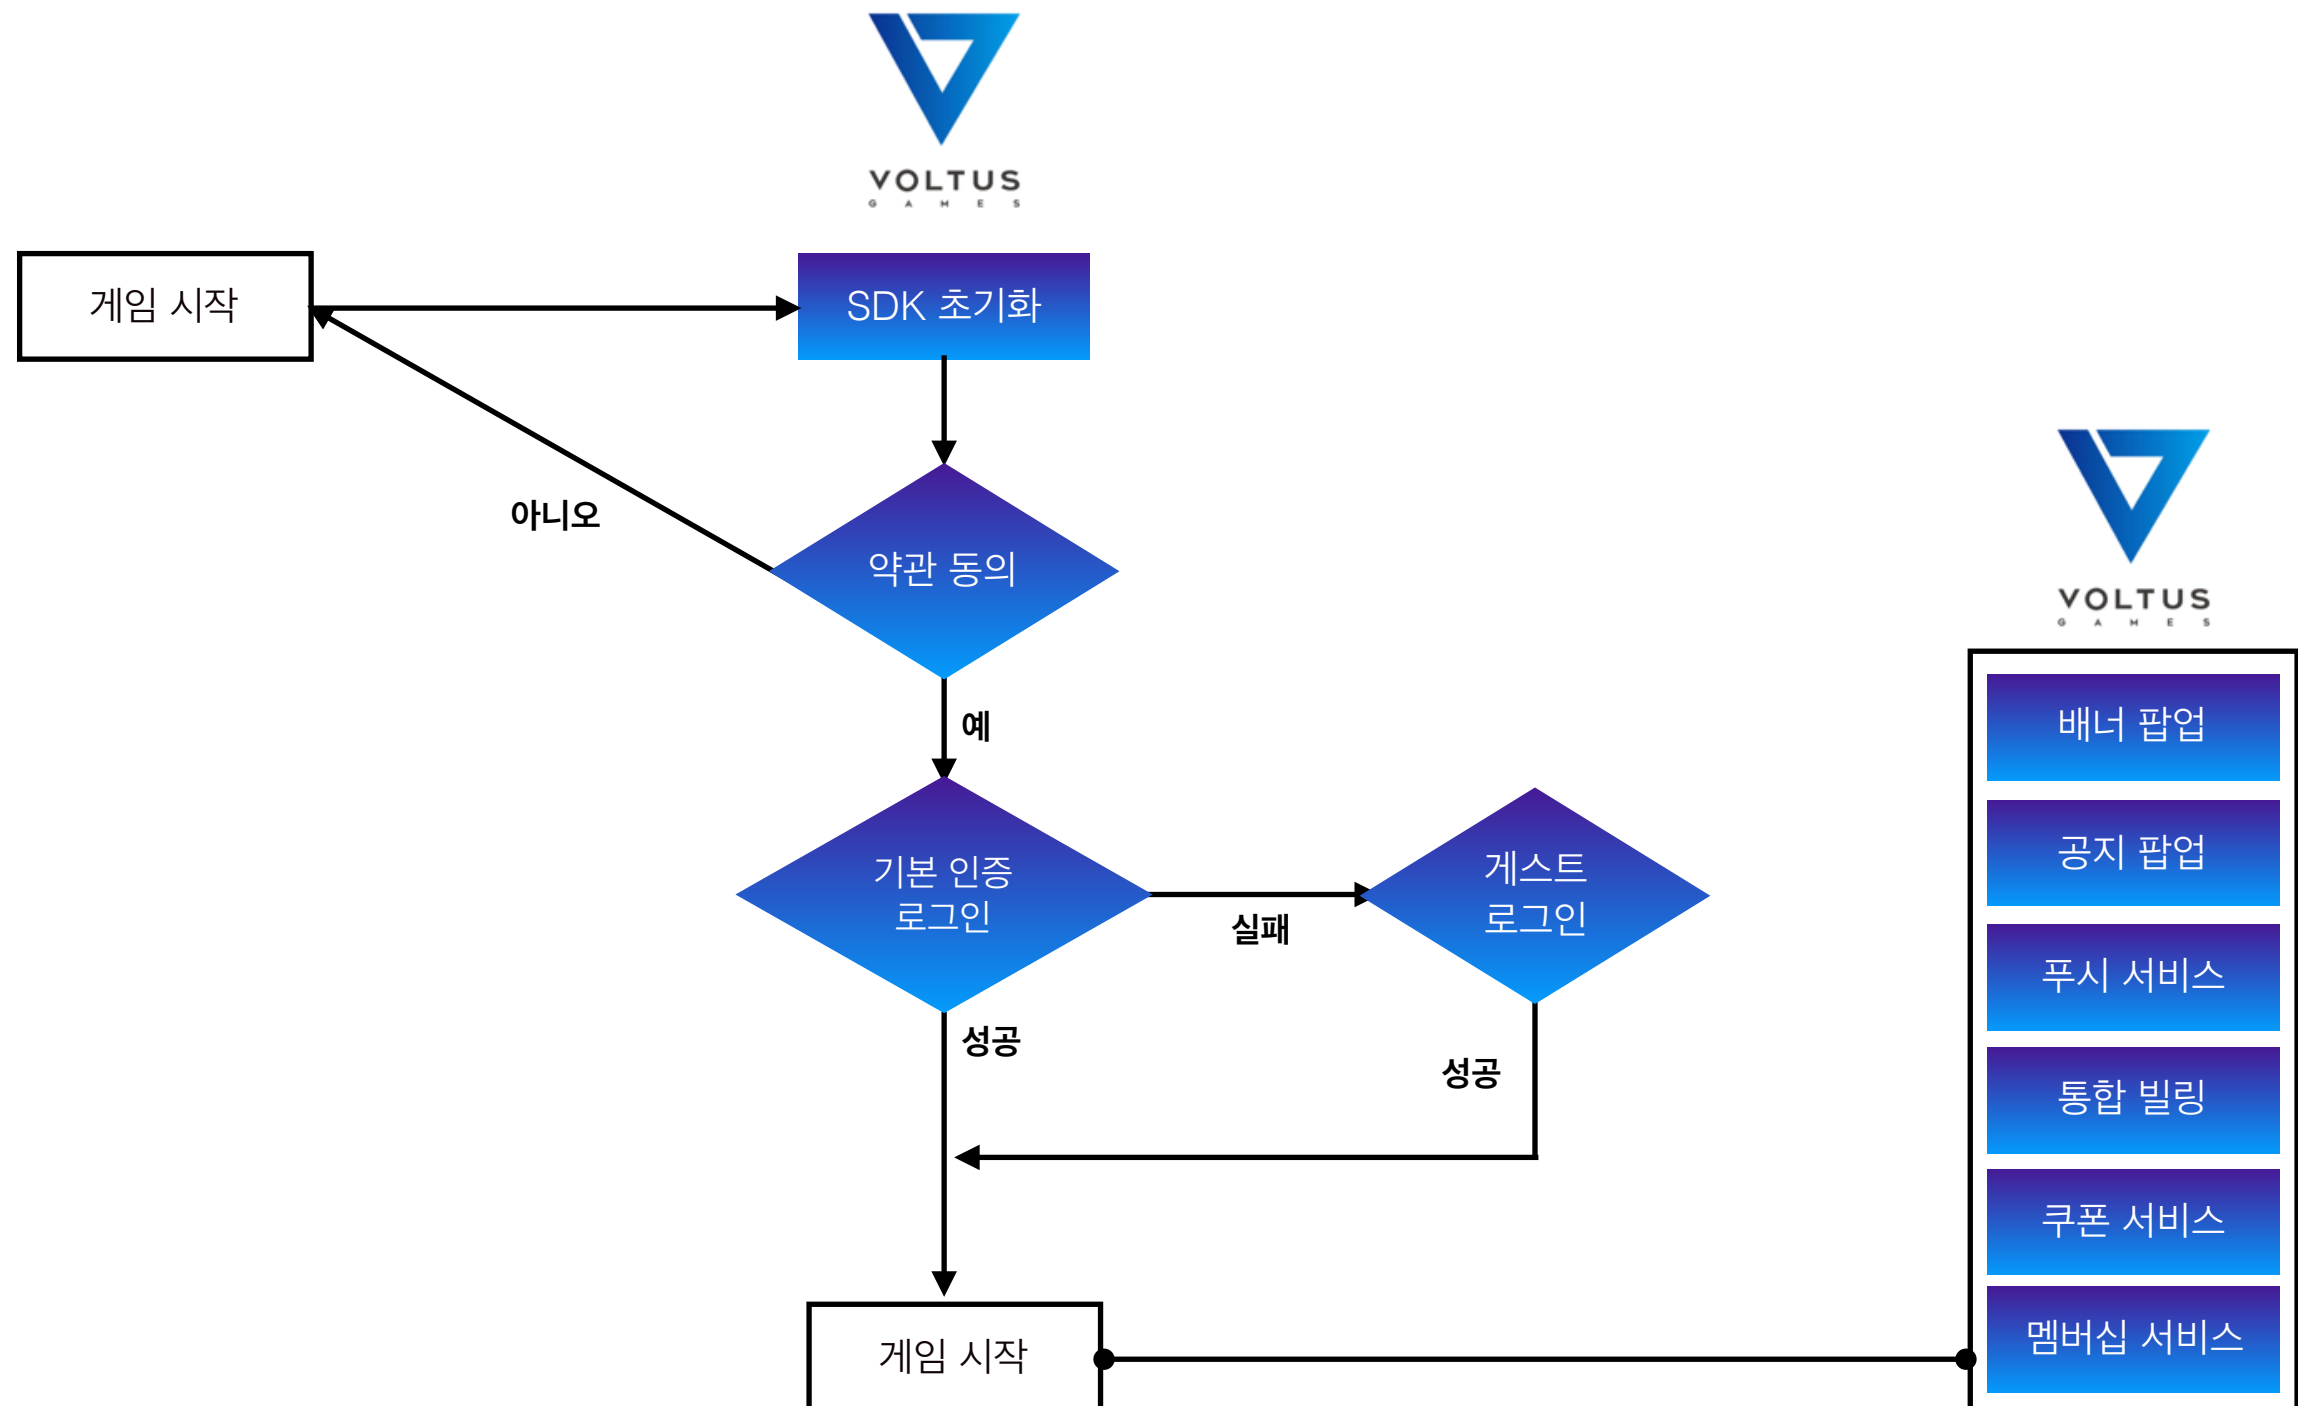 VOLTUS
GAMES
게임 시작
SDK 초기화
아니오
약관 동의
예
기본 인증
로그인
실패
게스트
로그인
성공
성공
게임 시작
VOLTUS
GAMES
배너 팝업
공지 팝업
푸시 서비스
통합 빌링
쿠폰 서비스
멤버십 서비스